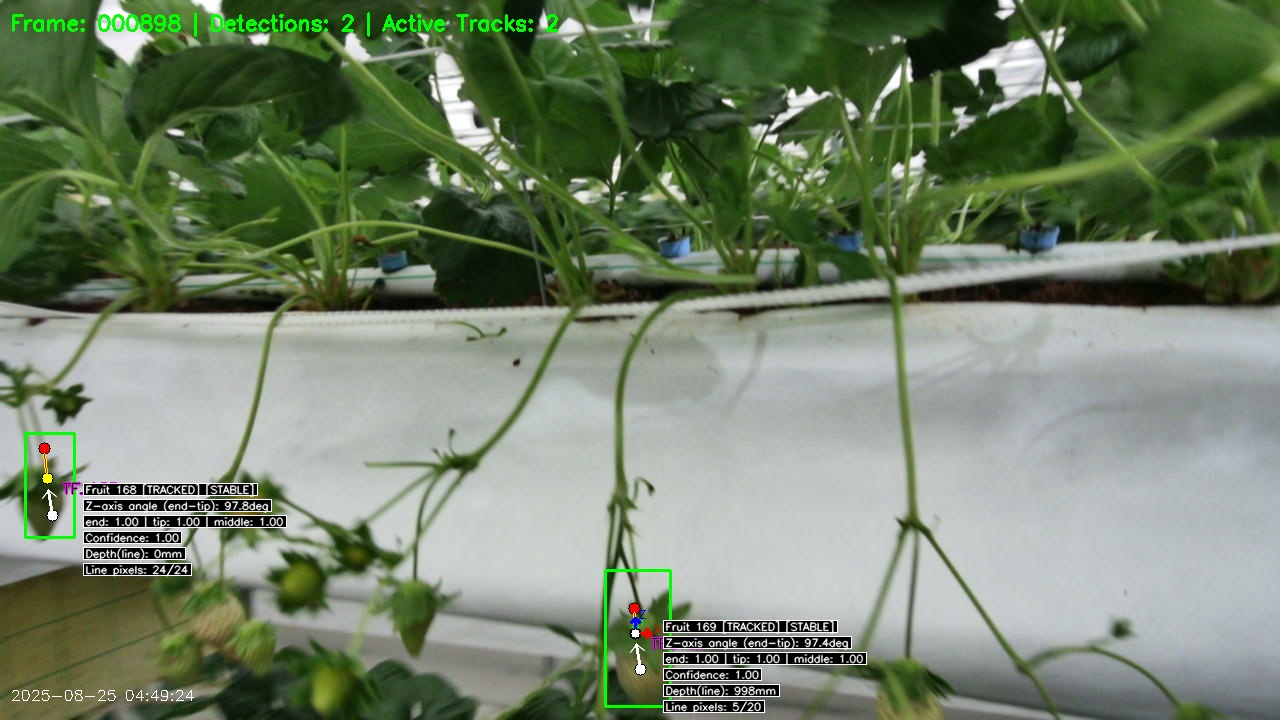 Frame: 000898 | Detections: 2 | Active Tracks: 2
Fruit 168 [TRACKED] [STABLE]
Z-axis angle (end-tip): 97.8deg
end: 1.00 | tip: 1.00 | middle: 1.00
Confidence: 1.00
Depth(line): 0mm
Line pixels: 24/24
Fruit 169 [TRACKED] [STABLE]
Z-axis angle (end-tip): 97.4deg
end: 1.00 | tip: 1.00 | middle: 1.00
Confidence: 1.00
Depth(line): 998mm
Line pixels: 5/20
2025-08-25 04:49:24